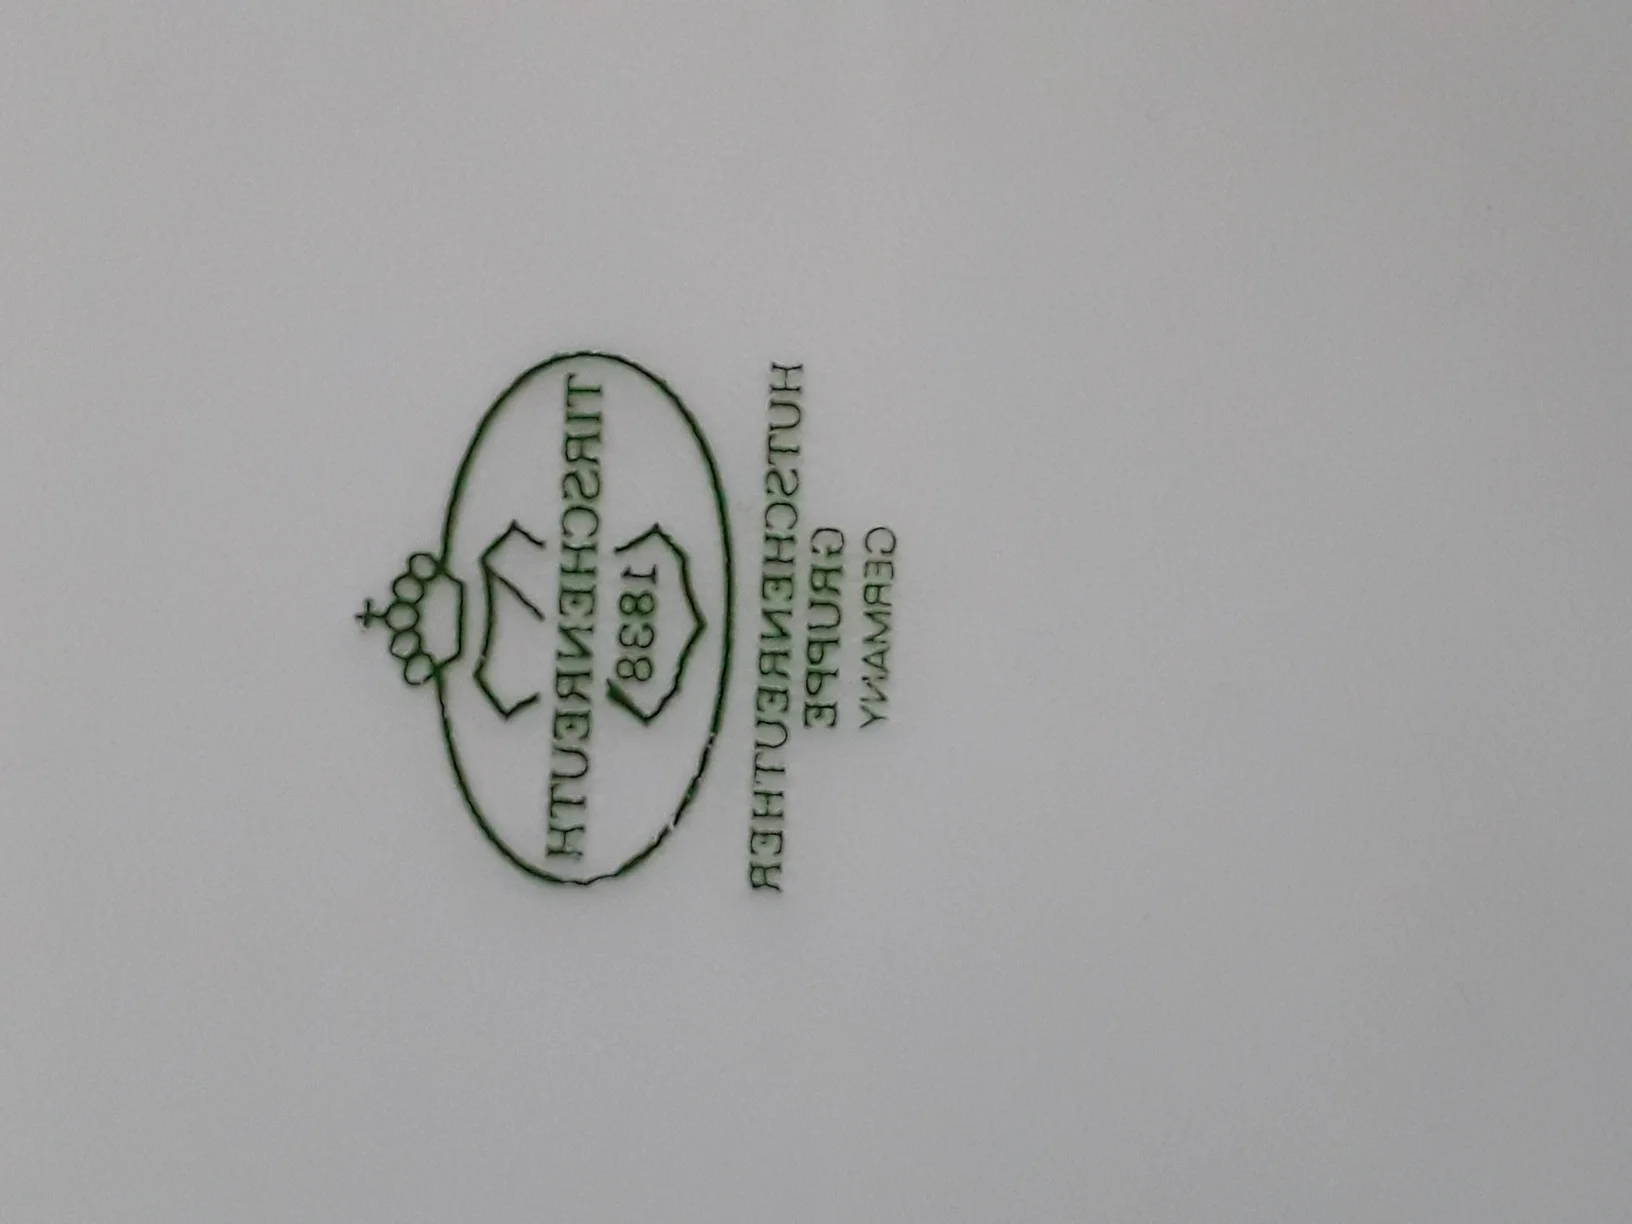 TIRSCHENREUTH
1838
HUTSCHENREUTHER
GRUPPE
GERMANY